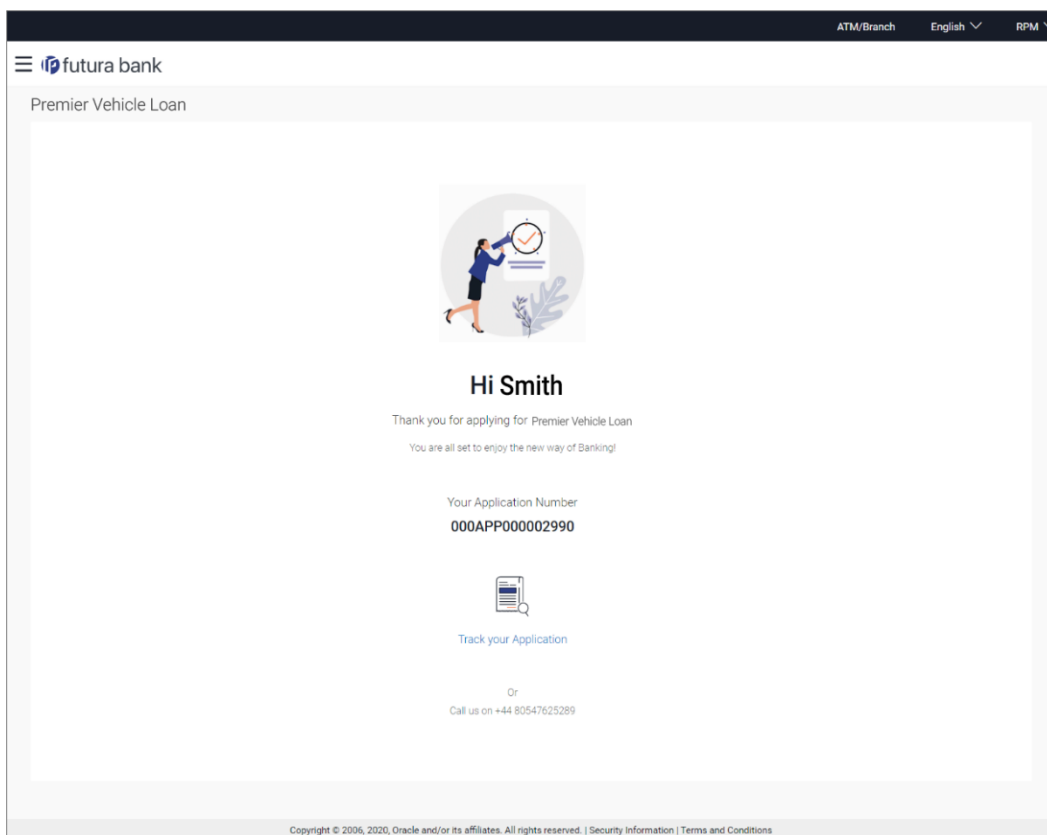 ATM/Branch English RPM
futura bank
Premier Vehicle Loan
Hi Smith
Thank you for applying for Premier Vehicle Loan
You are all set to enjoy the new way of Banking!
Your Application Number
000APP000002990
Track your Application
Or
Call us on +44 80547625289
Copyright © 2006, 2020, Oracle and/or its affiliates. All rights reserved. | Security Information | Terms and Conditions